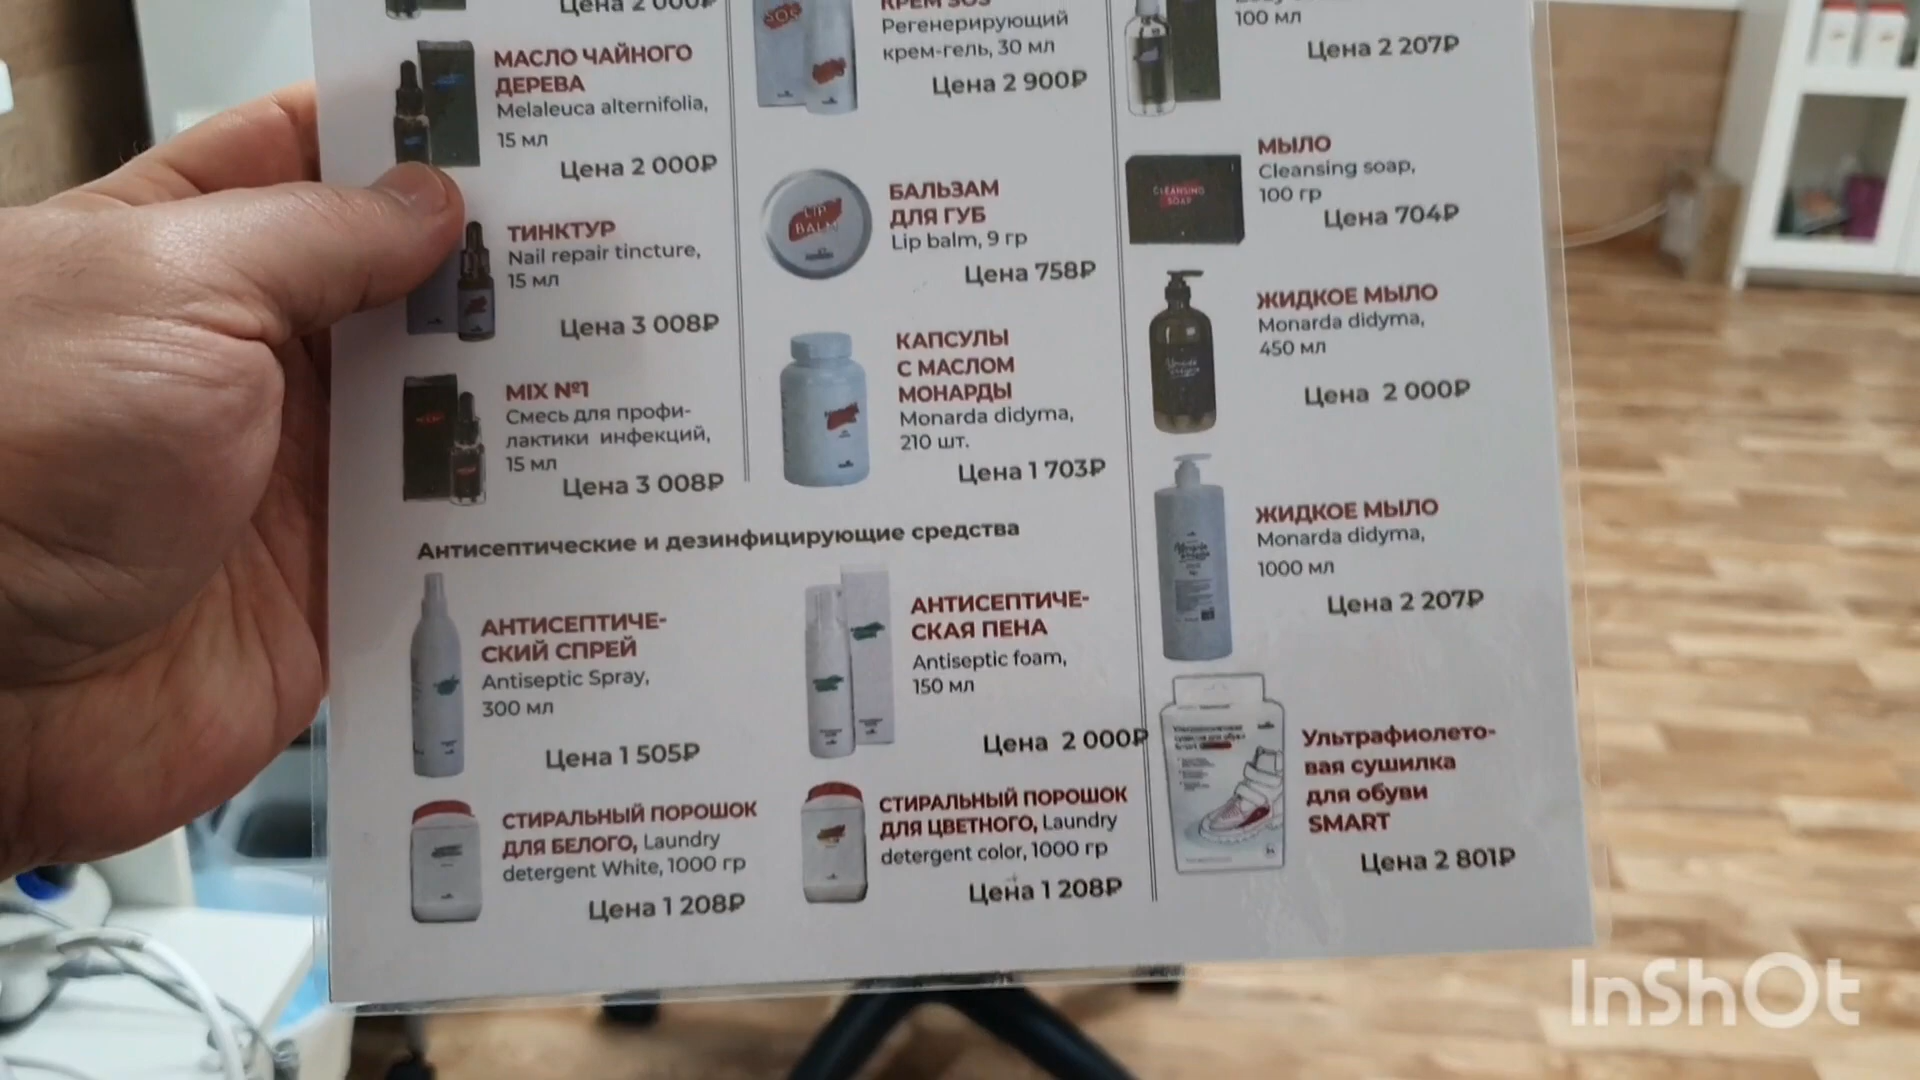 Цена 2 000₽
МАСЛО ЧАЙНОГО
ДЕРЕВА
Melaleuca alternifolia,
15 мл
Цена 2 000₽
ТИНКТУР
Nail repair tincture,
15 мл
Цена 3 008₽
MIX №1
Смесь для профи-
лактики инфекций,
15 мл
Цена 3 008₽
КРЕМ SOS
Регенерирующий
крем-гель, 30 мл
Цена 2 900₽
SOS
LIP
BALM
БАЛЬЗАМ
ДЛЯ ГУБ
Lip balm, 9 гр
Цена 758₽
КАПСУЛЫ
С МАСЛОМ
МОНАРДЫ
Monarda didyma,
210 шт.
Цена 1 703₽
Антисептические и дезинфицирующие средства
АНТИСЕПТИЧЕ-
СКИЙ СПРЕЙ
Antiseptic Spray,
300 мл
Цена 1 505₽
АНТИСЕПТИЧЕ-
СКАЯ ПЕНА
Antiseptic foam,
150 мл
Цена 2 000₽
СТИРАЛЬНЫЙ ПОРОШОК
ДЛЯ БЕЛОГО, Laundry
detergent White, 1000 гр
Цена 1 208₽
СТИРАЛЬНЫЙ ПОРОШОК
ДЛЯ ЦВЕТНОГО, Laundry
detergent color, 1000 гр
Цена 1 208₽
100 мл
Цена 2 207₽
CLEANSING
SOAP
МЫЛО
Cleansing soap,
100 гр
Цена 704₽
ЖИДКОЕ МЫЛО
Monarda didyma,
450 мл
Цена 2 000₽
ЖИДКОЕ МЫЛО
Monarda didyma,
1000 мл
Цена 2 207₽
Ультрафиолето-
вая сушилка
для обуви
SMART
Цена 2 801₽
InShOt